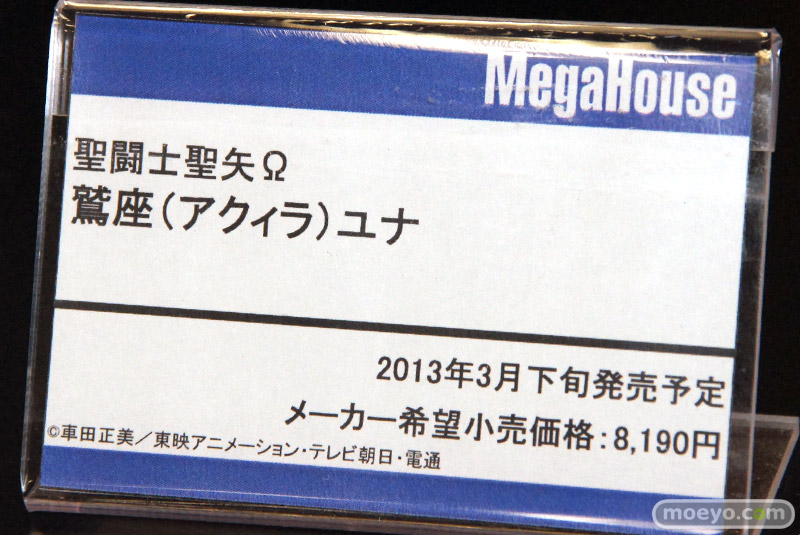 MegaHouse
聖闘士聖矢Ω
鷲座(アクィラ)ユナ
2013年3月下旬発売予定
メーカー希望小売価格:8,190円
©車田正美/東映アニメーション・テレビ朝日・電通
moeyo.com